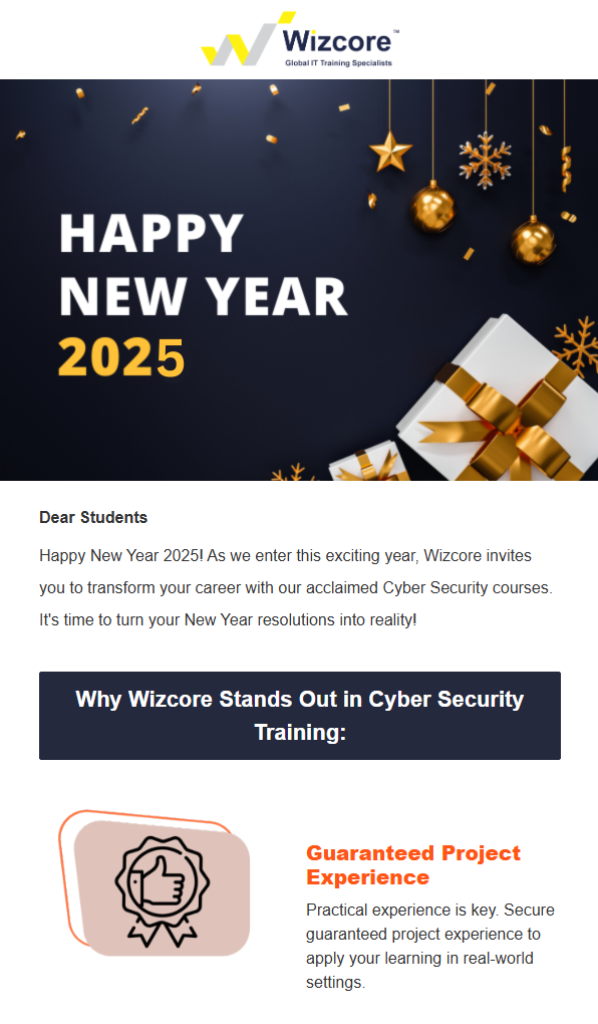 Wizcore™
Global IT Training Specialists
HAPPY
NEW YEAR
2025
Dear Students
Happy New Year 2025! As we enter this exciting year, Wizcore invites
you to transform your career with our acclaimed Cyber Security courses.
It's time to turn your New Year resolutions into reality!
Why Wizcore Stands Out in Cyber Security
Training:
Guaranteed Project
Experience
Practical experience is key. Secure
guaranteed project experience to
apply your learning in real-world
settings.